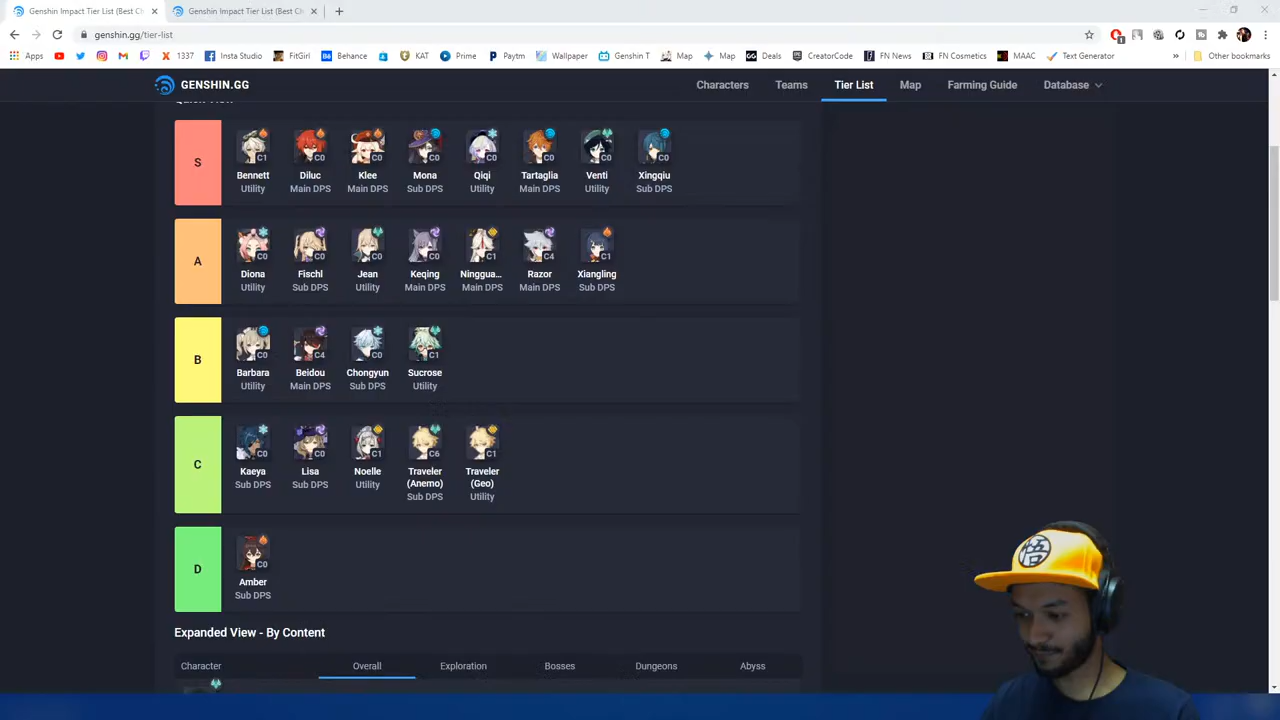 Genshin Impact Tier List (Best C
Genshin Impact Tier List (Best C
genshin.gg/tier-list
Apps
1337
Insta Studio
FitGirl
Behance
KAT
Prime
Paytm
Wallpaper
Genshin T
Map
Map
Deals
CreatorCode
FN News
FN Cosmetics
MAAC
Text Generator
»
Other bookmarks
GENSHIN.GG
Characters
Teams
Tier List
Map
Farming Guide
Database
S
C1 C0 C0 C0 C0 C0 C0 C0
Bennett Diluc Klee Mona Qiqi Tartaglia Venti Xingqiu
Utility Main DPS Main DPS Sub DPS Utility Main DPS Utility Sub DPS
A
C0 C0 C0 C0 C1 C4 C1
Diona Fischl Jean Keqing Ninggua... Razor Xiangling
Utility Sub DPS Utility Main DPS Main DPS Main DPS Sub DPS
B
C0 C4 C0 C1
Barbara Beidou Chongyun Sucrose
Utility Main DPS Sub DPS Utility
C
C0 C0 C1 C6 C1
Kaeya Lisa Noelle Traveler Traveler
(Anemo) (Geo)
Sub DPS Sub DPS Utility Sub DPS Utility
D
C0
Amber
Sub DPS
Expanded View - By Content
Character Overall Exploration Bosses Dungeons Abyss
悟